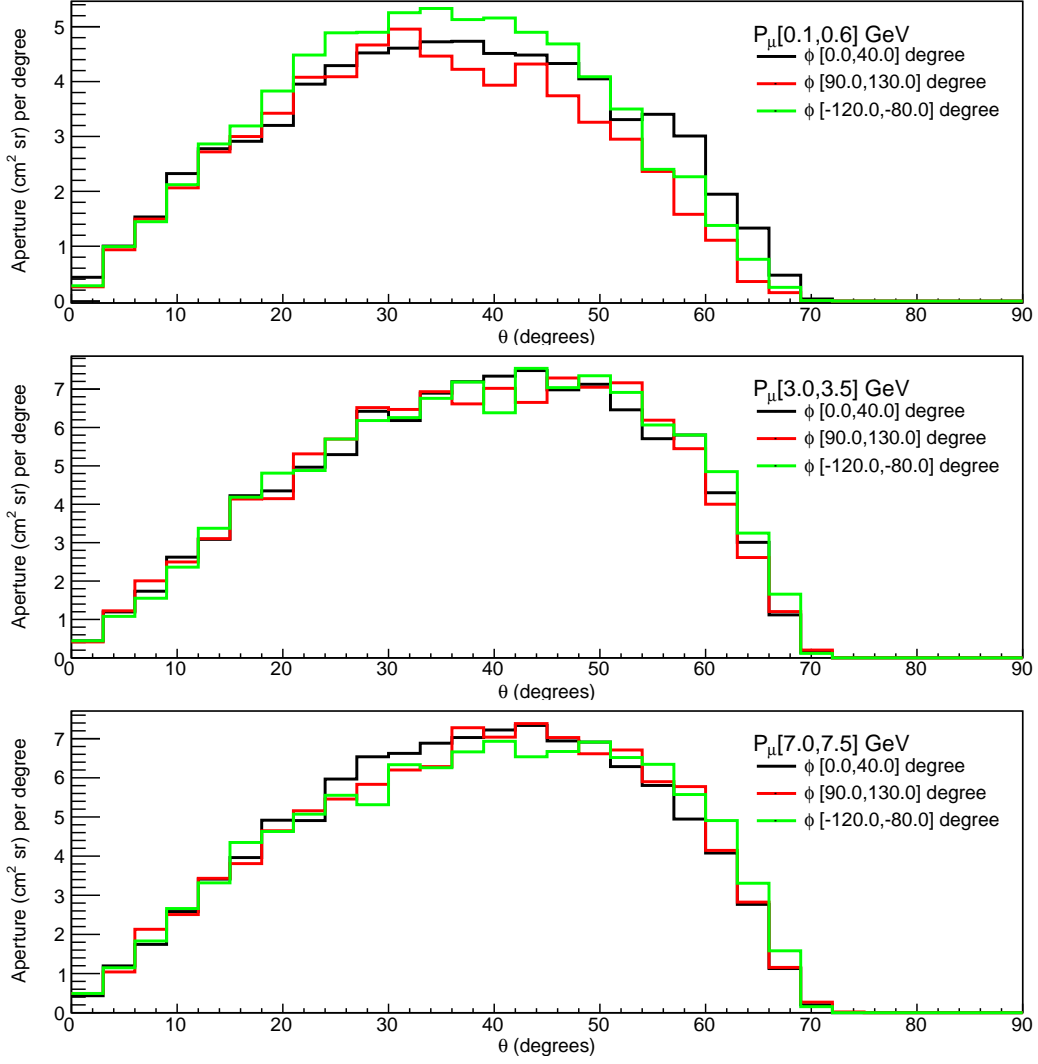 Aperture (cm² sr) per degree
P_μ[0.1,0.6] GeV
φ [0.0,40.0] degree
φ [90.0,130.0] degree
φ [-120.0,-80.0] degree
5
4
3
2
1
0
0 10 20 30 40 50 60 70 80 90
θ (degrees)
Aperture (cm² sr) per degree
P_μ[3.0,3.5] GeV
φ [0.0,40.0] degree
φ [90.0,130.0] degree
φ [-120.0,-80.0] degree
7
6
5
4
3
2
1
0
0 10 20 30 40 50 60 70 80 90
θ (degrees)
Aperture (cm² sr) per degree
P_μ[7.0,7.5] GeV
φ [0.0,40.0] degree
φ [90.0,130.0] degree
φ [-120.0,-80.0] degree
7
6
5
4
3
2
1
0
0 10 20 30 40 50 60 70 80 90
θ (degrees)